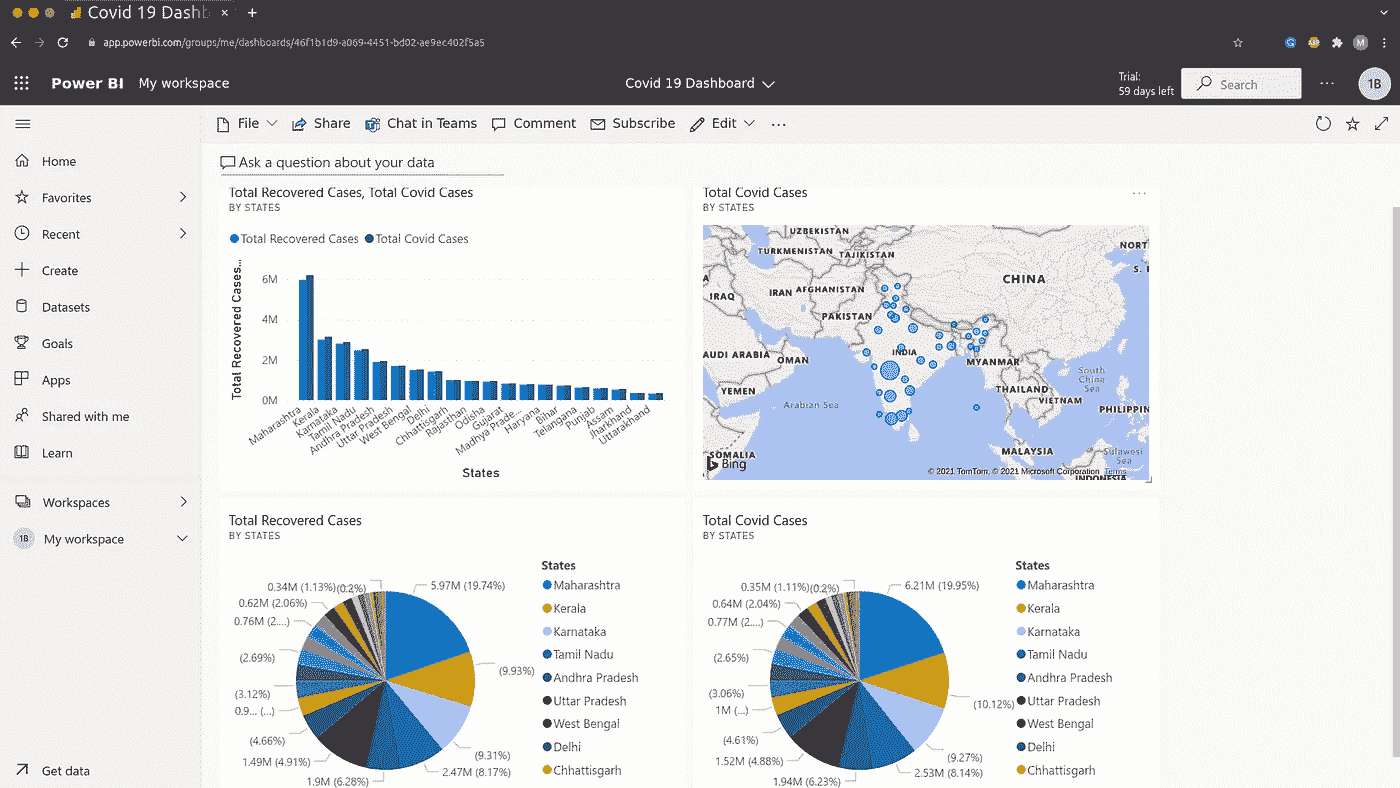 Covid 19 Dashb
app.powerbi.com/groups/me/dashboards/46f1b1d9-a069-4451-bd02-ae9ec402f5a5
Power BI My workspace
Covid 19 Dashboard
Trial:
59 days left
Search
1B
File Share Chat in Teams Comment Subscribe Edit
Home
Favorites
Recent
Create
Datasets
Goals
Apps
Shared with me
Learn
Workspaces
1B My workspace
Get data
Ask a question about your data
Total Recovered Cases, Total Covid Cases
BY STATES
Total Recovered Cases Total Covid Cases
Total Recovered Cases...
6M
4M
2M
0M
Maharashtra
Kerala
Karnataka
Tamil Nadu
Andhra Pradesh
Uttar Pradesh
West Bengal
Delhi
Chhattisgarh
Rajasthan
Odisha
Gujarat
Madhya Prade...
Haryana
Bihar
Telangana
Punjab
Assam
Jharkhand
Uttarakhand
States
Total Covid Cases
BY STATES
UZBEKISTAN
TURKMENISTAN
TAJIKISTAN
NORT
S. K
CHINA
IRAQ
IRAN
AFGHANISTAN
PAKISTAN
INDIA
AUDI ARABIA
OMAN
MYANMAR
YEMEN
Arabian Sea
THAILAND
VIETNAM
South
China
Sea
PHILIPPIN
SOMALIA
MALAYSIA
Sulawesi
Sea
INDONESIA
Bing
© 2021 TomTom, © 2021 Microsoft Corporation Terms
Total Recovered Cases
BY STATES
0.34M (1.13%)
(0.2%)
5.97M (19.74%)
0.62M (2.06%)
0.76M (2....)
(2.69%)
(9.93%)
(3.12%)
0.9... (...)
(4.66%)
(9.31%)
1.49M (4.91%)
2.47M (8.17%)
1.9M (6.28%)
States
Maharashtra
Kerala
Karnataka
Tamil Nadu
Andhra Pradesh
Uttar Pradesh
West Bengal
Delhi
Chhattisgarh
Total Covid Cases
BY STATES
0.35M (1.11%)
(0.2%)
6.21M (19.95%)
0.64M (2.04%)
0.77M (2....)
(2.65%)
(10.12%)
(3.06%)
1M (...)
(4.61%)
(9.27%)
1.52M (4.88%)
2.53M (8.14%)
1.94M (6.23%)
States
Maharashtra
Kerala
Karnataka
Tamil Nadu
Andhra Pradesh
Uttar Pradesh
West Bengal
Delhi
Chhattisgarh